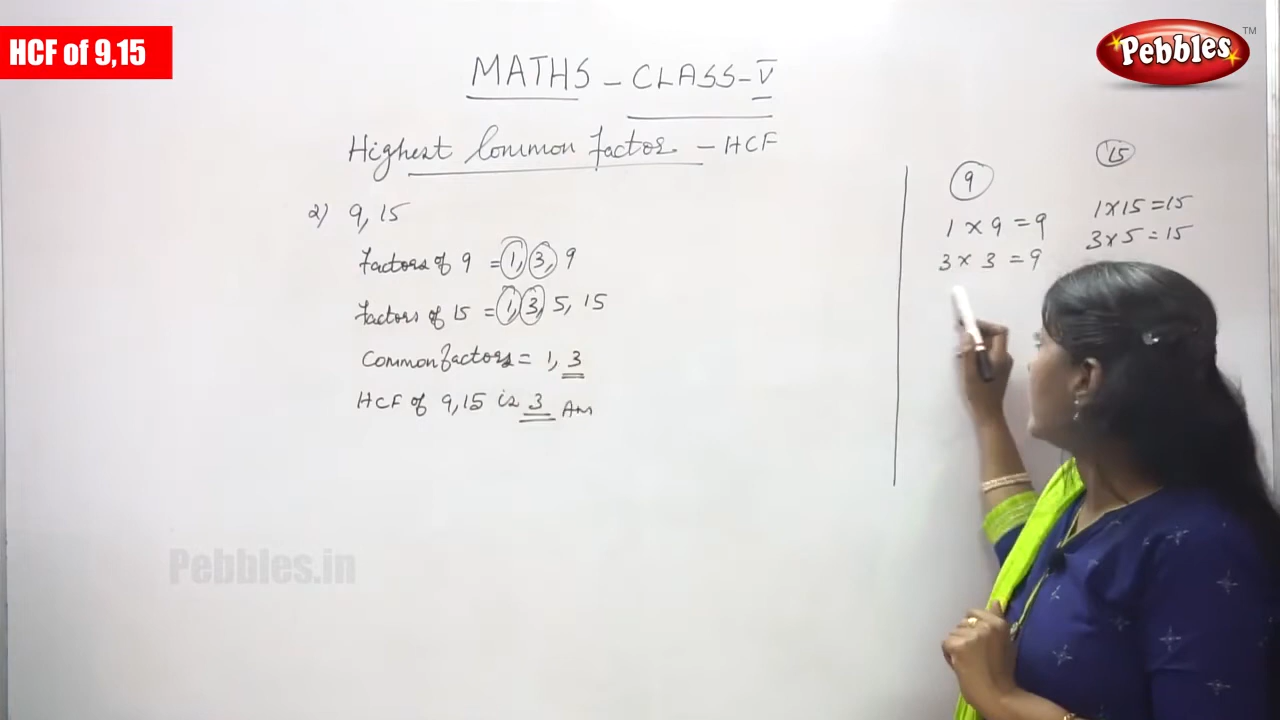 HCF of 9,15
Pebbles™
MATHS - CLASS - V
Highest Common Factor - HCF
2) 9, 15
Factors of 9 = 1, 3, 9
Factors of 15 = 1, 3, 5, 15
Common factors = 1, 3
HCF of 9,15 is 3 Ans
9
1 x 9 = 9
3 x 3 = 9
15
1 x 15 = 15
3 x 5 = 15
Pebbles.in